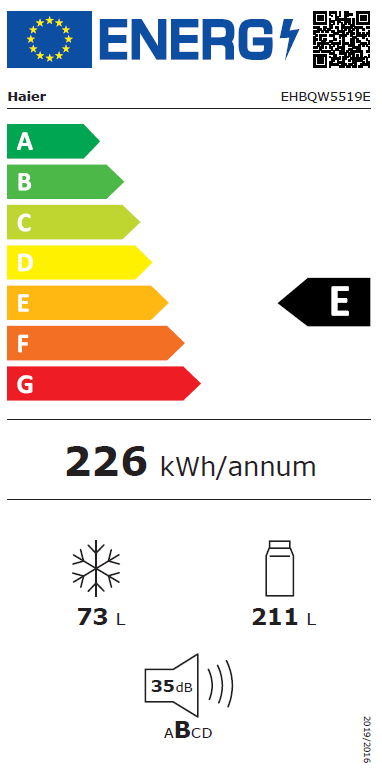 ENERG
Haier EHBQW5519E
A
B
C
D
E
E
F
G
226 kWh/annum
73 L
211 L
35dB
ABCD
2019/2016